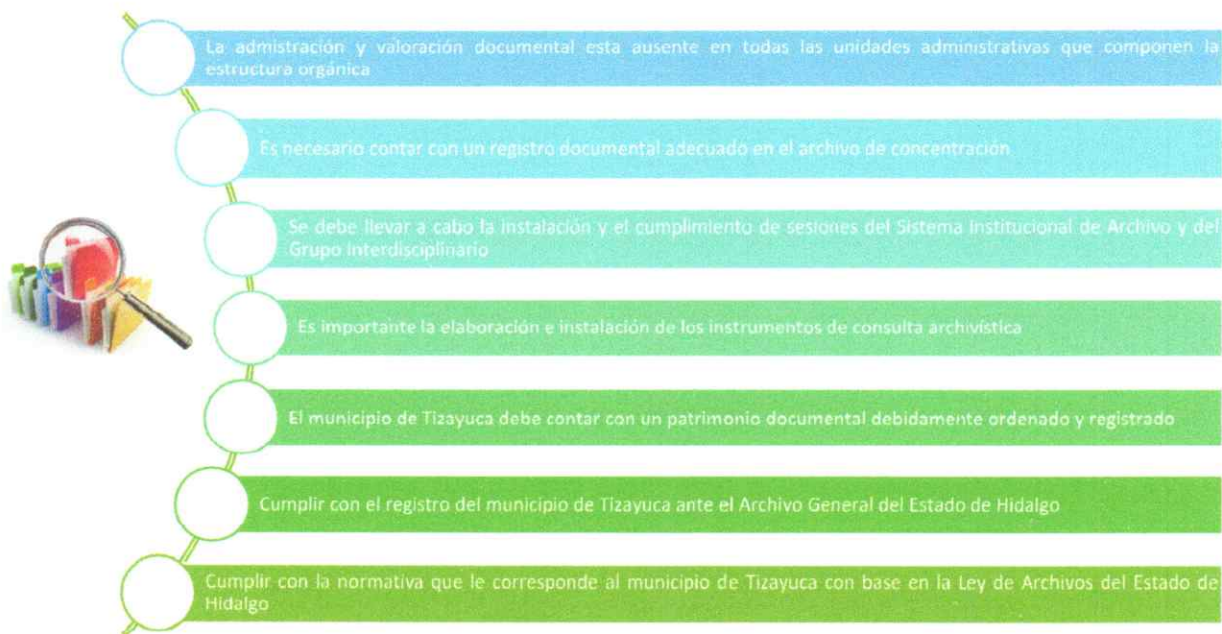 La admistración y valoración documental esta ausente en todas las unidades administrativas que componen la
estructura orgánica
Es necesario contar con un registro documental adecuado en el archivo de concentración
Se debe llevar a cabo la instalación y el cumplimiento de sesiones del Sistema Institucional de Archivo y del
Grupo Interdisciplinario
Es importante la elaboración e instalación de los instrumentos de consulta archivística
El municipio de Tizayuca debe contar con un patrimonio documental debidamente ordenado y registrado
Cumplir con el registro del municipio de Tizayuca ante el Archivo General del Estado de Hidalgo
Cumplir con la normativa que le corresponde al municipio de Tizayuca con base en la Ley de Archivos del Estado de
Hidalgo